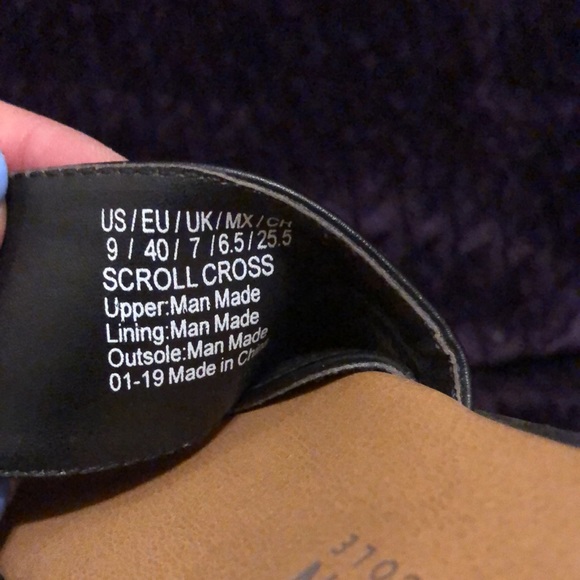 US/EU/UK/MX/CH
9 / 40 / 7 /6.5/25.5
SCROLL CROSS
Upper:Man Made
Lining:Man Made
Outsole:Man Made
01-19 Made in China